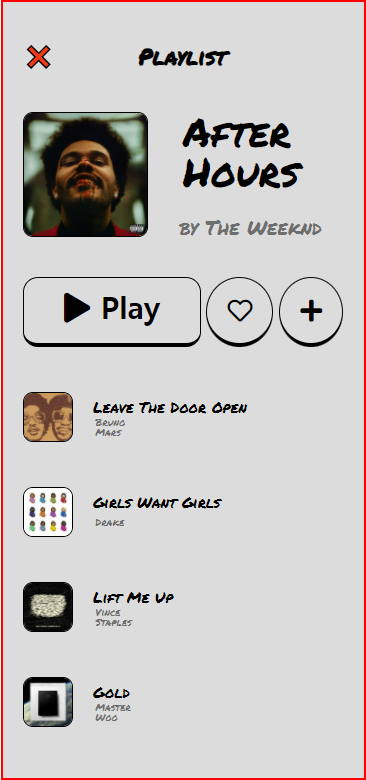 Playlist
After
Hours
by The Weeknd
Play
Leave The Door Open
Bruno
Mars
Girls Want Girls
Drake
Lift Me Up
Vince
Staples
Gold
Master
Woo